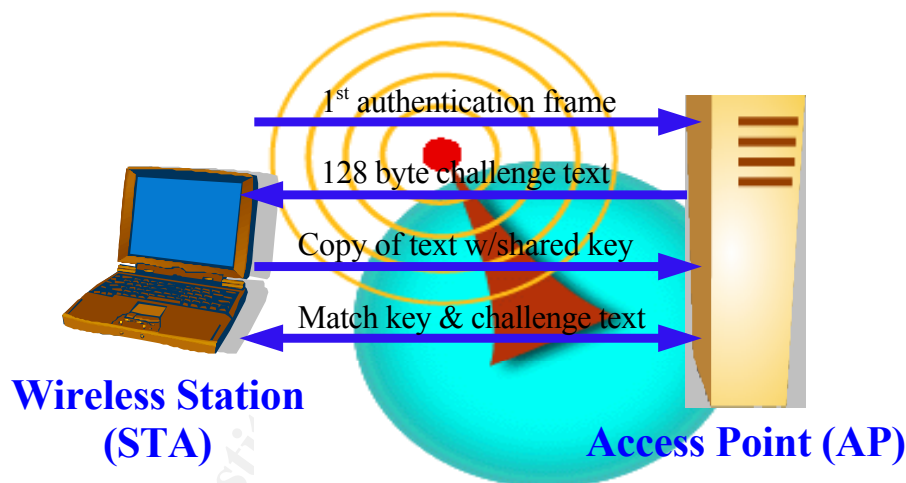 1st authentication frame
128 byte challenge text
Copy of text w/shared key
Match key & challenge text
Wireless Station
(STA)
Access Point (AP)